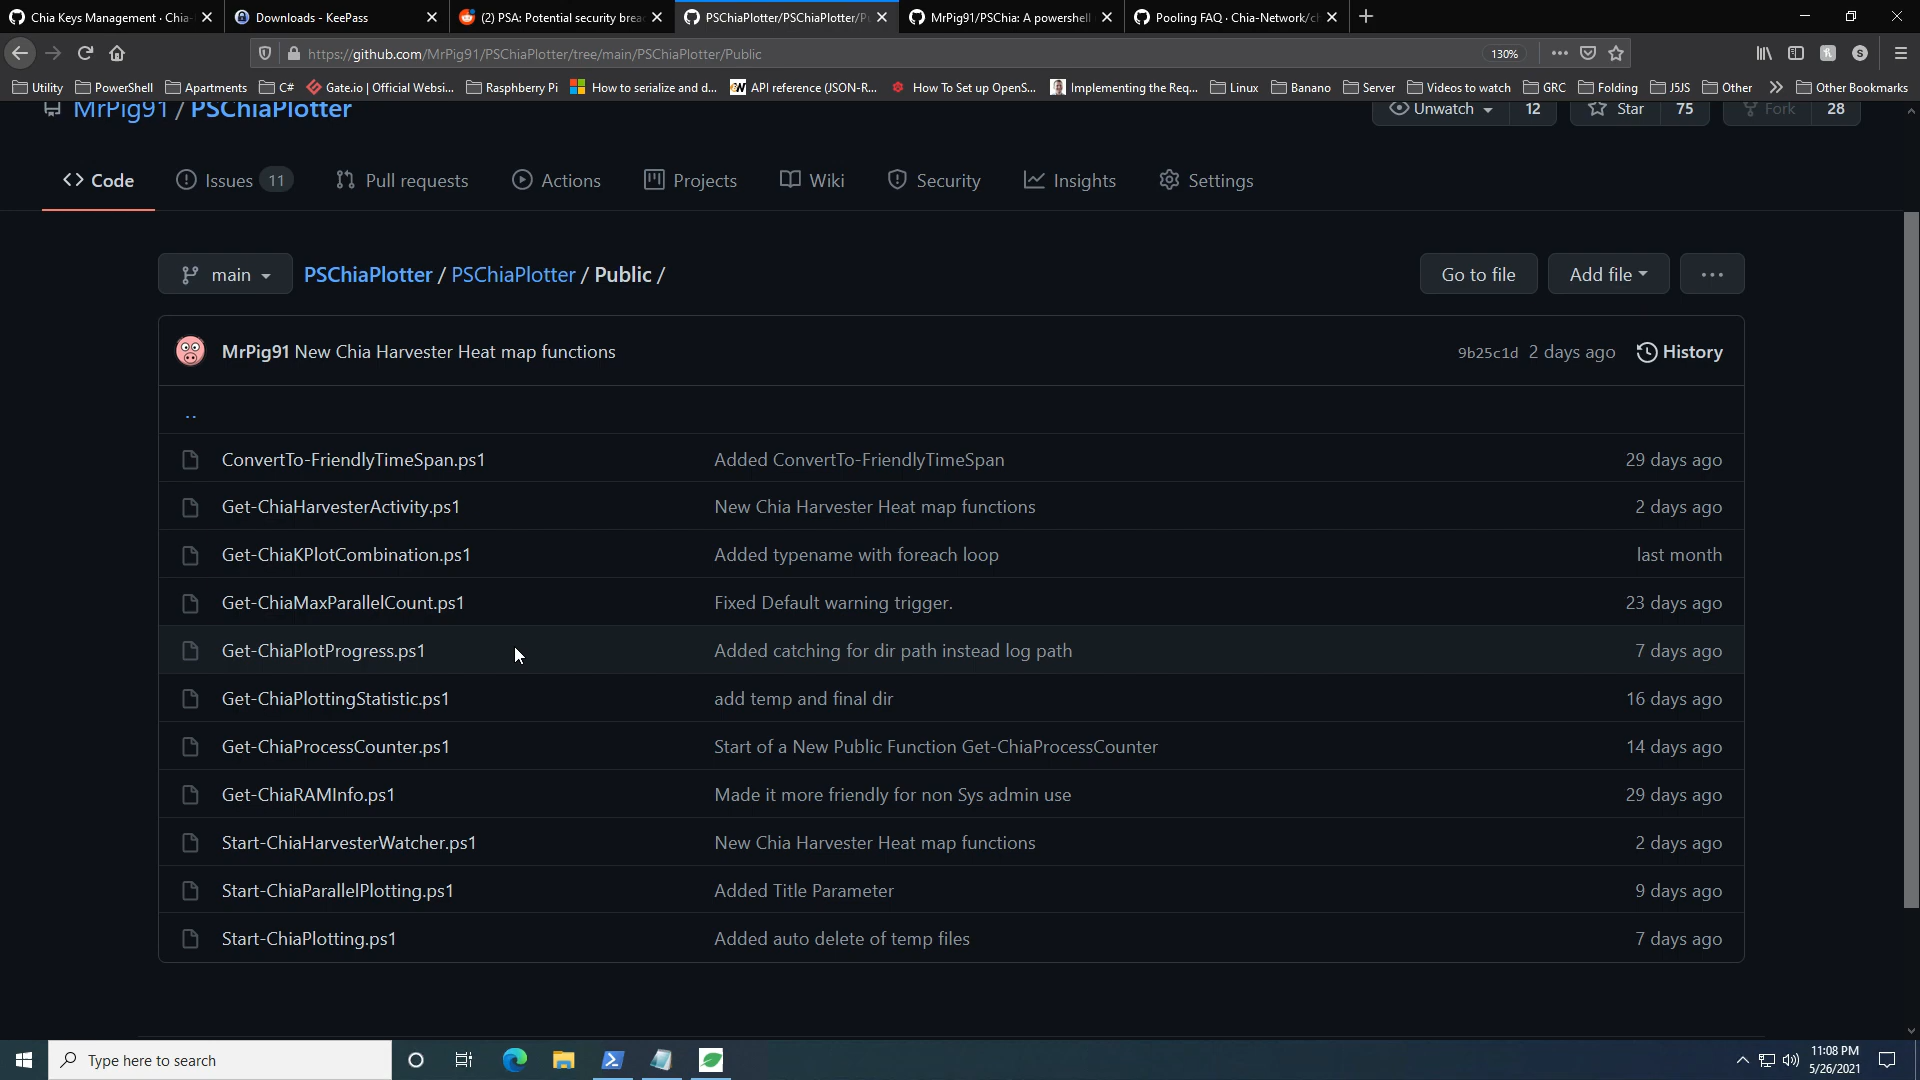 Chia Keys Management · Chia-
Downloads - KeePass
(2) PSA: Potential security brea
PSChiaPlotter/PSChiaPlotter/P
MrPig91/PSChia: A powershell
Pooling FAQ · Chia-Network/c
https://github.com/MrPig91/PSChiaPlotter/tree/main/PSChiaPlotter/Public
130%
Utility
PowerShell
Apartments
C#
Gate.io | Official Websi...
Raspberry Pi
How to serialize and d...
API reference (JSON-R...
How To Set up OpenS...
Implementing the Req...
Linux
Banano
Server
Videos to watch
GRC
Folding
J5JS
Other
Other Bookmarks
MrPig91 / PSChiaPlotter
Unwatch 12
Star 75
Fork 28
Code
Issues 11
Pull requests
Actions
Projects
Wiki
Security
Insights
Settings
main
PSChiaPlotter / PSChiaPlotter / Public /
Go to file
Add file
MrPig91 New Chia Harvester Heat map functions
9b25c1d 2 days ago
History
..
ConvertTo-FriendlyTimeSpan.ps1 Added ConvertTo-FriendlyTimeSpan 29 days ago
Get-ChiaHarvesterActivity.ps1 New Chia Harvester Heat map functions 2 days ago
Get-ChiaKPlotCombination.ps1 Added typename with foreach loop last month
Get-ChiaMaxParallelCount.ps1 Fixed Default warning trigger. 23 days ago
Get-ChiaPlotProgress.ps1 Added catching for dir path instead log path 7 days ago
Get-ChiaPlottingStatistic.ps1 add temp and final dir 16 days ago
Get-ChiaProcessCounter.ps1 Start of a New Public Function Get-ChiaProcessCounter 14 days ago
Get-ChiaRAMInfo.ps1 Made it more friendly for non Sys admin use 29 days ago
Start-ChiaHarvesterWatcher.ps1 New Chia Harvester Heat map functions 2 days ago
Start-ChiaParallelPlotting.ps1 Added Title Parameter 9 days ago
Start-ChiaPlotting.ps1 Added auto delete of temp files 7 days ago
Type here to search
11:08 PM
5/26/2021